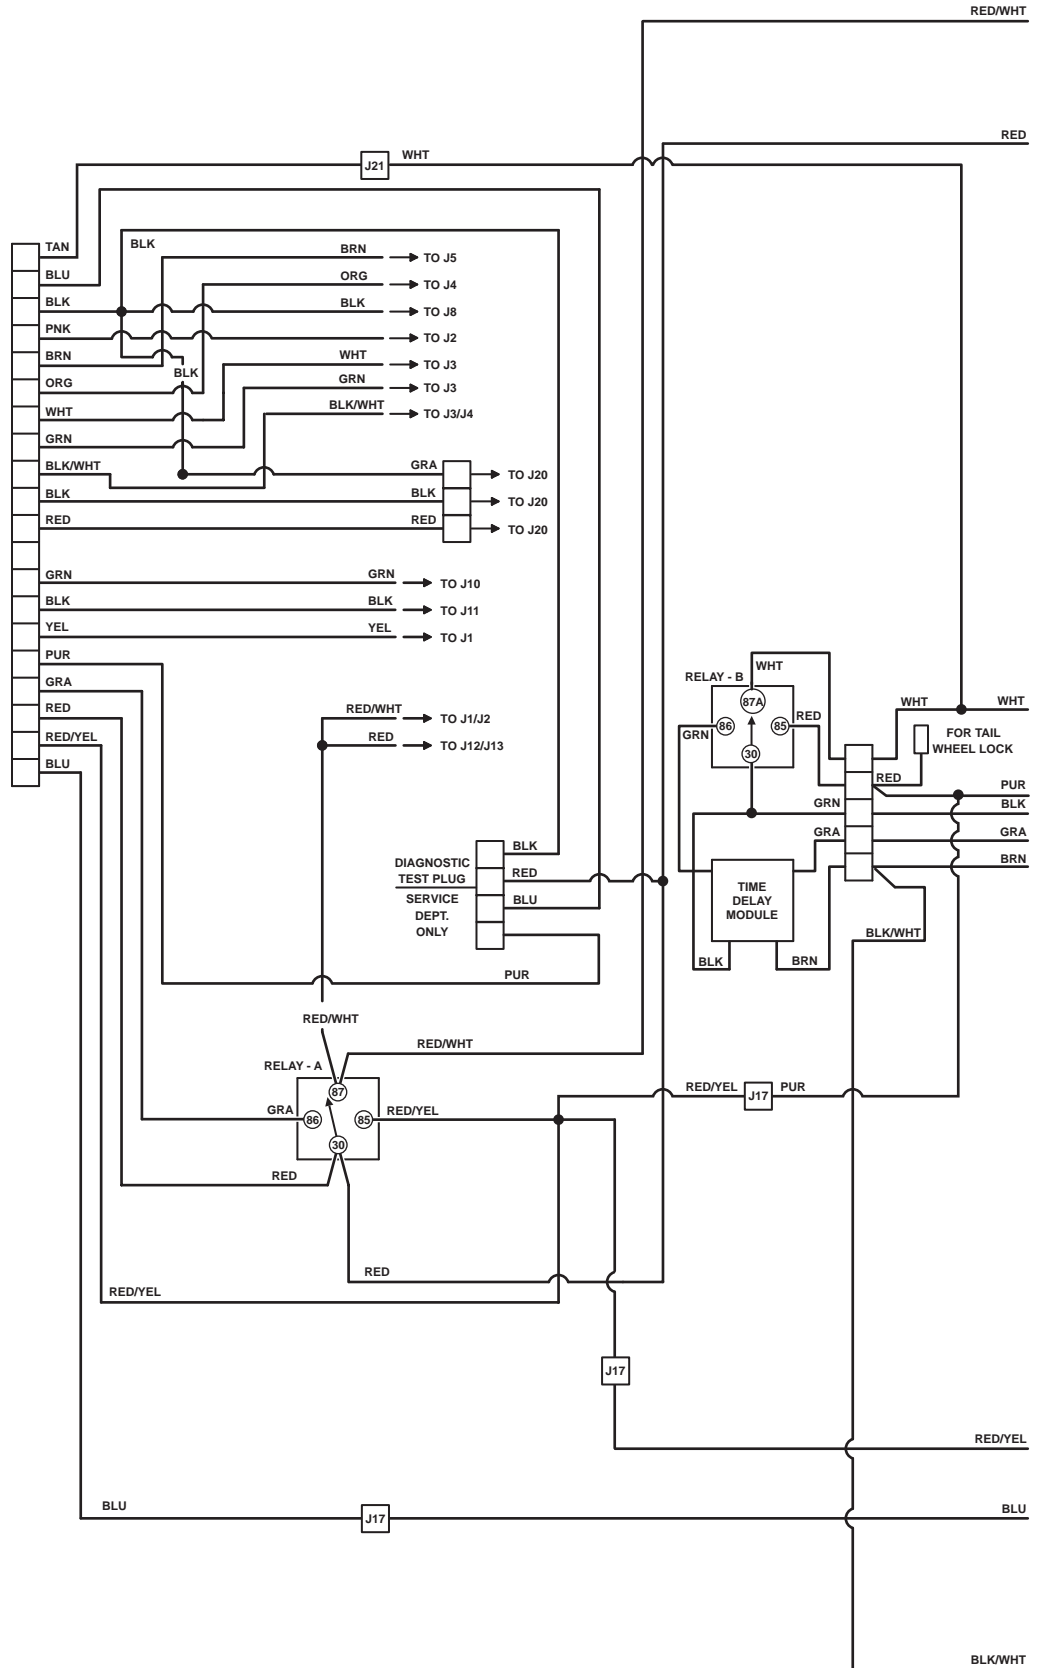 RED/WHT
RED
J21 WHT
TAN
BLK
BRN TO J5
BLU
ORG TO J4
BLK BLK TO J8
PNK TO J2
BRN WHT TO J3
BLK
ORG GRN TO J3
WHT BLK/WHT TO J3/J4
GRN
BLK/WHT GRA TO J20
BLK BLK TO J20
RED RED TO J20
GRN GRN TO J10
BLK BLK TO J11
YEL YEL TO J1
PUR
GRA
RED RED/WHT TO J1/J2
RED/YEL RED TO J12/J13
BLU
WHT
RELAY - B
87A
86 85 RED
GRN
30
WHT WHT
FOR TAIL
WHEEL LOCK
RED
PUR
GRN BLK
GRA GRA
BRN
TIME
DELAY
MODULE
BLK BRN
BLK/WHT
DIAGNOSTIC
TEST PLUG
SERVICE
DEPT.
ONLY
BLK
RED
BLU
PUR
RED/WHT
RED/WHT
RELAY - A
87
GRA 86 85 RED/YEL
30
RED
RED/YEL J17 PUR
RED
RED/YEL
J17
RED/YEL
BLU J17 BLU
BLK/WHT